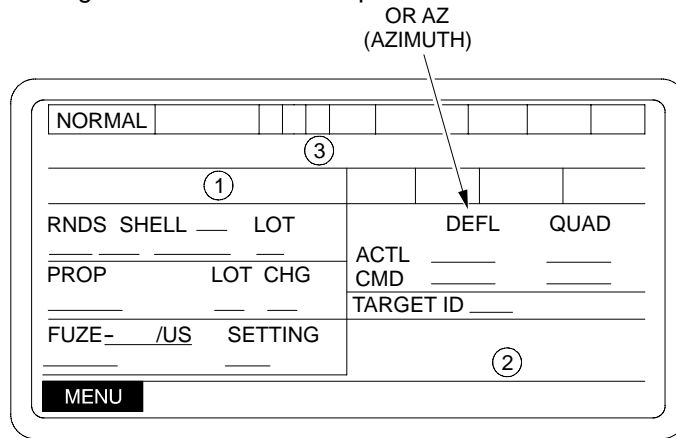 OR AZ
(AZIMUTH)
NORMAL
3
1
RNDS SHELL LOT
DEFL QUAD
ACTL
PROP LOT CHG
CMD
TARGET ID
FUZE- /US SETTING
2
MENU